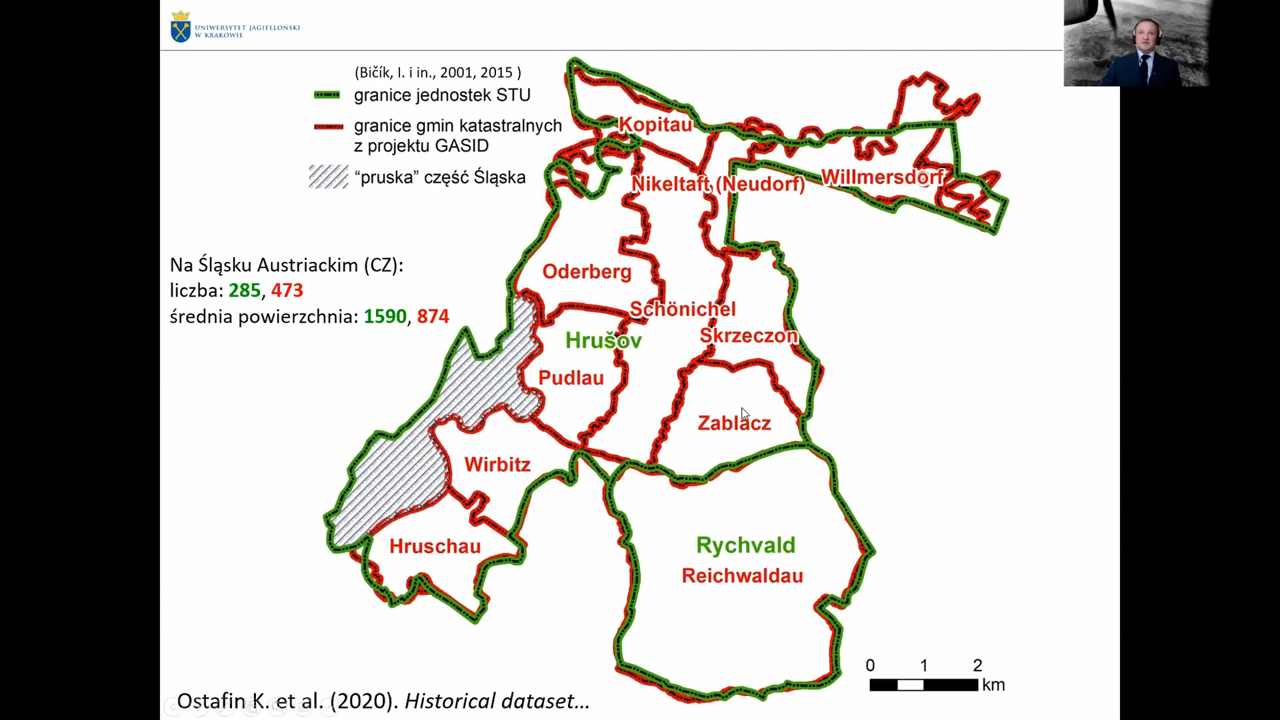 UNIWERSYTET JAGIELLOŃSKI
W KRAKOWIE
(Bičík, I. i in., 2001, 2015 )
granice jednostek STU
granice gmin katastralnych
z projektu GASID
“pruska” część Śląska
Na Śląsku Austriackim (CZ):
liczba: 285, 473
średnia powierzchnia: 1590, 874
Kopitau
Nikeltaft (Neudorf)
Willmersdorf
Oderberg
Schönichel
Skrzeczon
Hrušov
Pudlau
Zablacz
Wirbitz
Hruschau
Rychvald
Reichwaldau
0 1 2
km
Ostafin K. et al. (2020). Historical dataset…